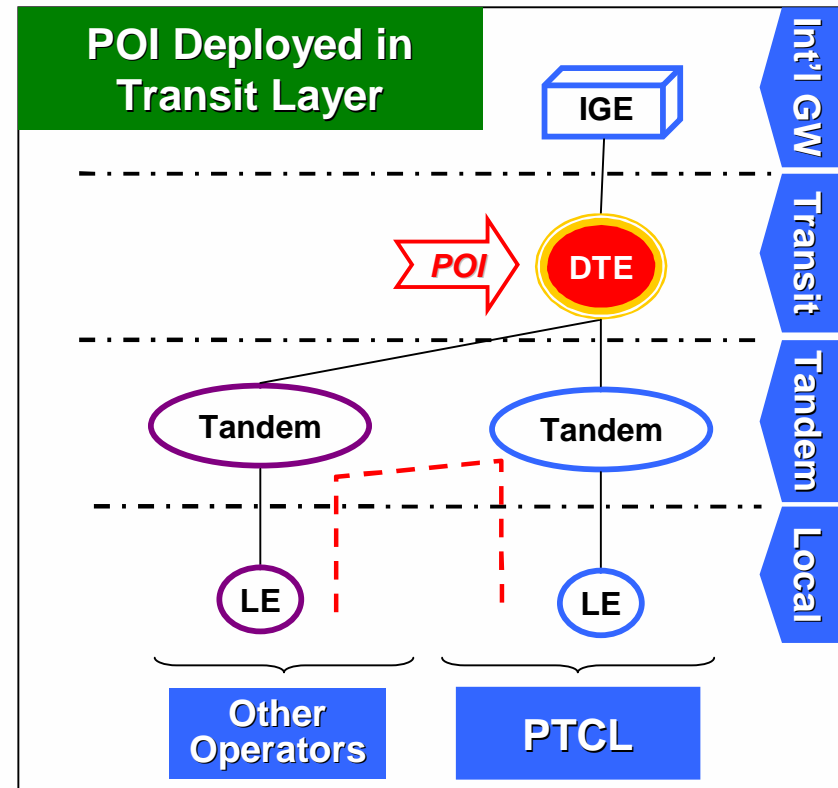 POI Deployed in
Transit Layer
IGE
Int'l GW
POI
DTE
Transit
Tandem
Tandem
Tandem
LE
LE
Local
Other
Operators
PTCL